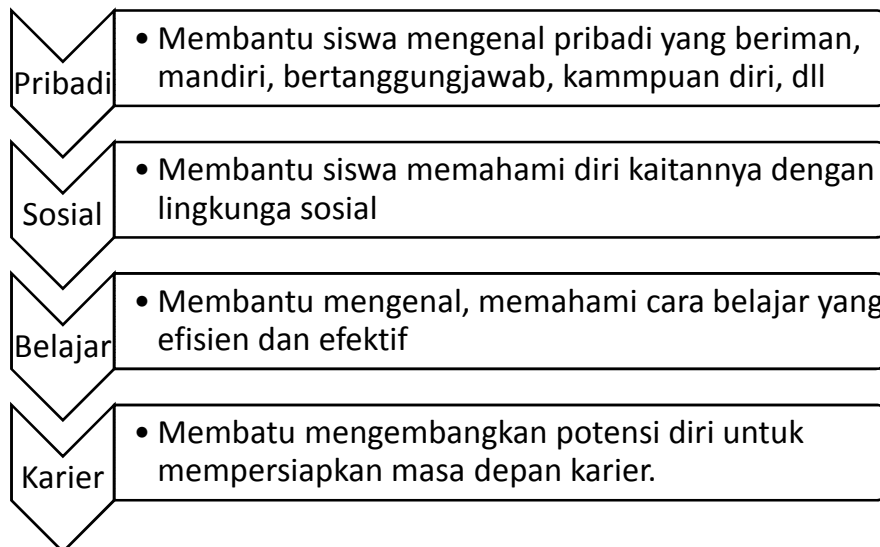 Pribadi
• Membantu siswa mengenal pribadi yang beriman,
mandiri, bertanggungjawab, kammpuan diri, dll
Sosial
• Membantu siswa memahami diri kaitannya dengan
lingkunga sosial
Belajar
• Membantu mengenal, memahami cara belajar yang
efisien dan efektif
Karier
• Membatu mengembangkan potensi diri untuk
mempersiapkan masa depan karier.